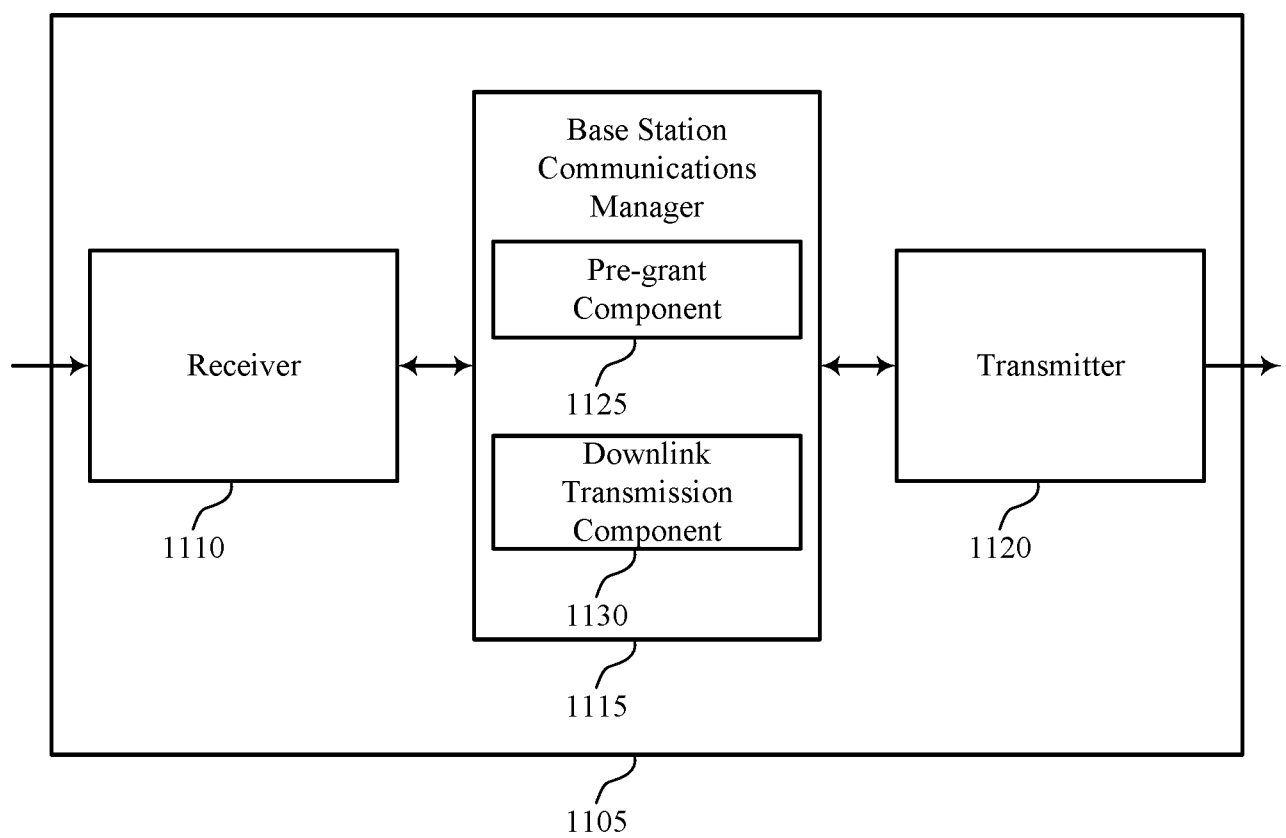 Base Station
Communications
Manager
Pre-grant
Component
1125
Receiver
Transmitter
Downlink
Transmission
Component
1110
1120
1130
1115
1105